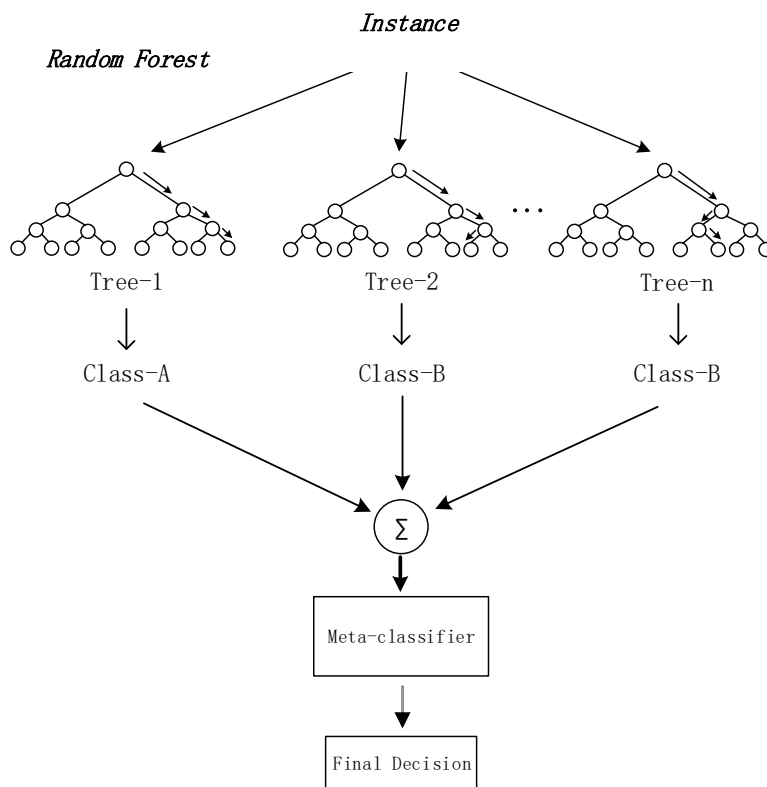 Instance
Random Forest
...
Tree-1
Tree-2
Tree-n
Class-A
Class-B
Class-B
Σ
Meta-classifier
Final Decision